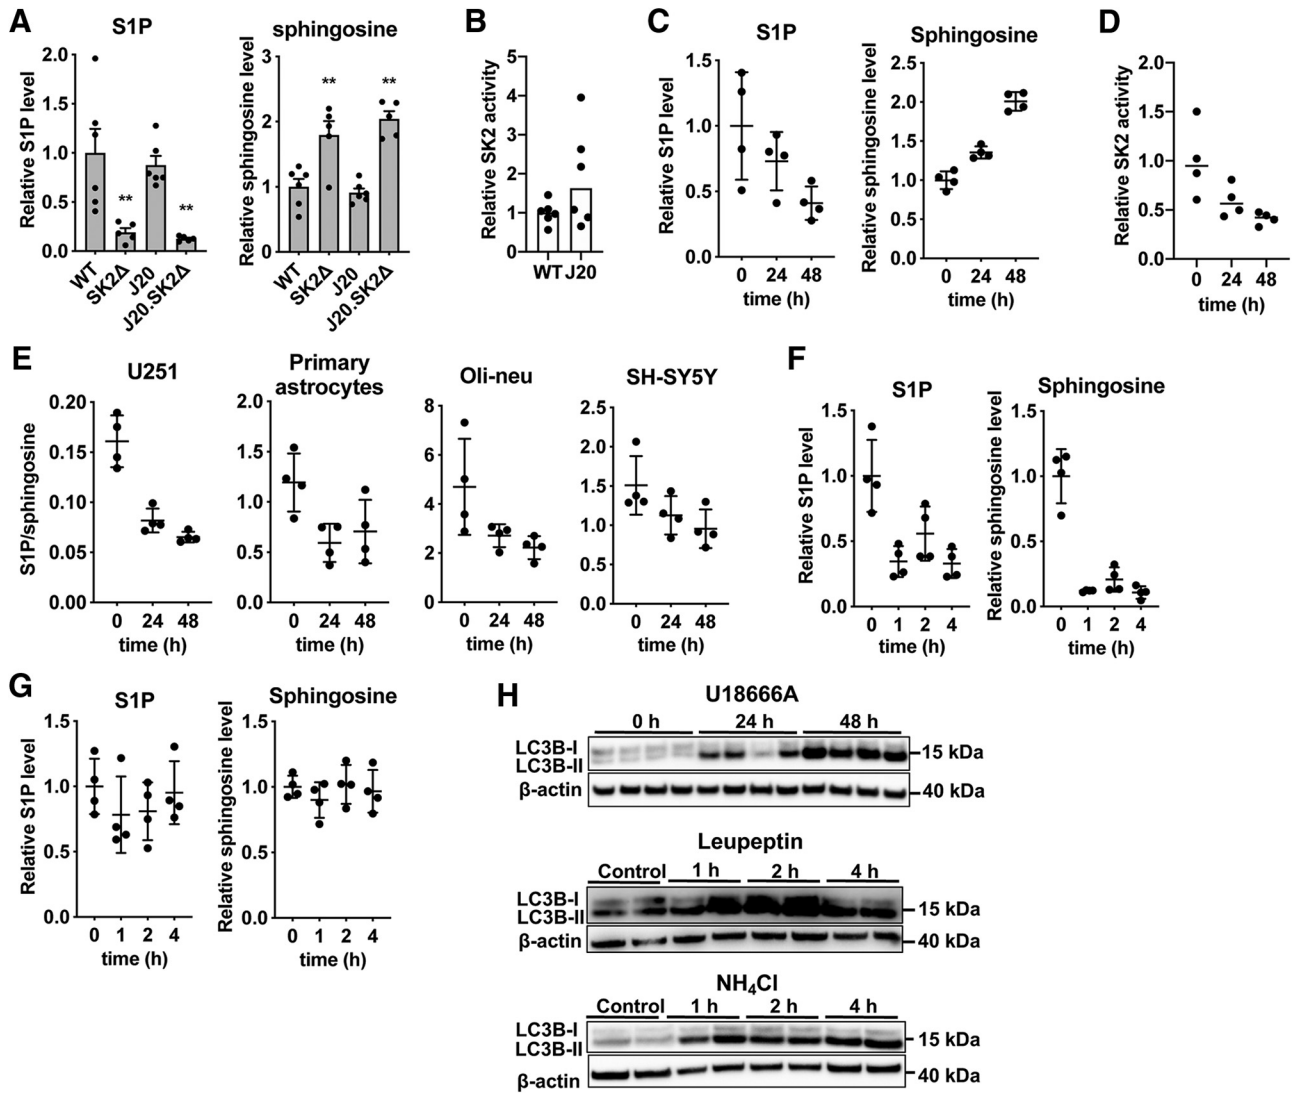 A
S1P
Relative S1P level
2.0
1.5
1.0
0.5
0.0
**
**
WT
SK2Δ
J20
J20.SK2Δ
sphingosine
Relative sphingosine level
3
2
1
0
**
**
WT
SK2Δ
J20
J20.SK2Δ
B
Relative SK2 activity
5
4
3
2
1
0
WT J20
C
S1P
Relative S1P level
1.5
1.0
0.5
0.0
0 24 48
time (h)
Sphingosine
Relative sphingosine level
2.5
2.0
1.5
1.0
0.5
0.0
0 24 48
time (h)
D
Relative SK2 activity
2.0
1.5
1.0
0.5
0.0
0 24 48
time (h)
E
U251
S1P/sphingosine
0.20
0.15
0.10
0.05
0.00
0 24 48
time (h)
Primary
astrocytes
2.0
1.5
1.0
0.5
0.0
0 24 48
time (h)
Oli-neu
8
6
4
2
0
0 24 48
time (h)
SH-SY5Y
2.5
2.0
1.5
1.0
0.5
0.0
0 24 48
time (h)
F
S1P
Relative S1P level
1.5
1.0
0.5
0.0
0 1 2 4
time (h)
Sphingosine
Relative sphingosine level
1.5
1.0
0.5
0.0
0 1 2 4
time (h)
G
S1P
Relative S1P level
1.5
1.0
0.5
0.0
0 1 2 4
time (h)
Sphingosine
Relative sphingosine level
1.5
1.0
0.5
0.0
0 1 2 4
time (h)
H
U18666A
0 h 24 h 48 h
LC3B-I
LC3B-II
15 kDa
β-actin
40 kDa
Leupeptin
Control 1 h 2 h 4 h
LC3B-I
LC3B-II
15 kDa
β-actin
40 kDa
NH4Cl
Control 1 h 2 h 4 h
LC3B-I
LC3B-II
15 kDa
β-actin
40 kDa